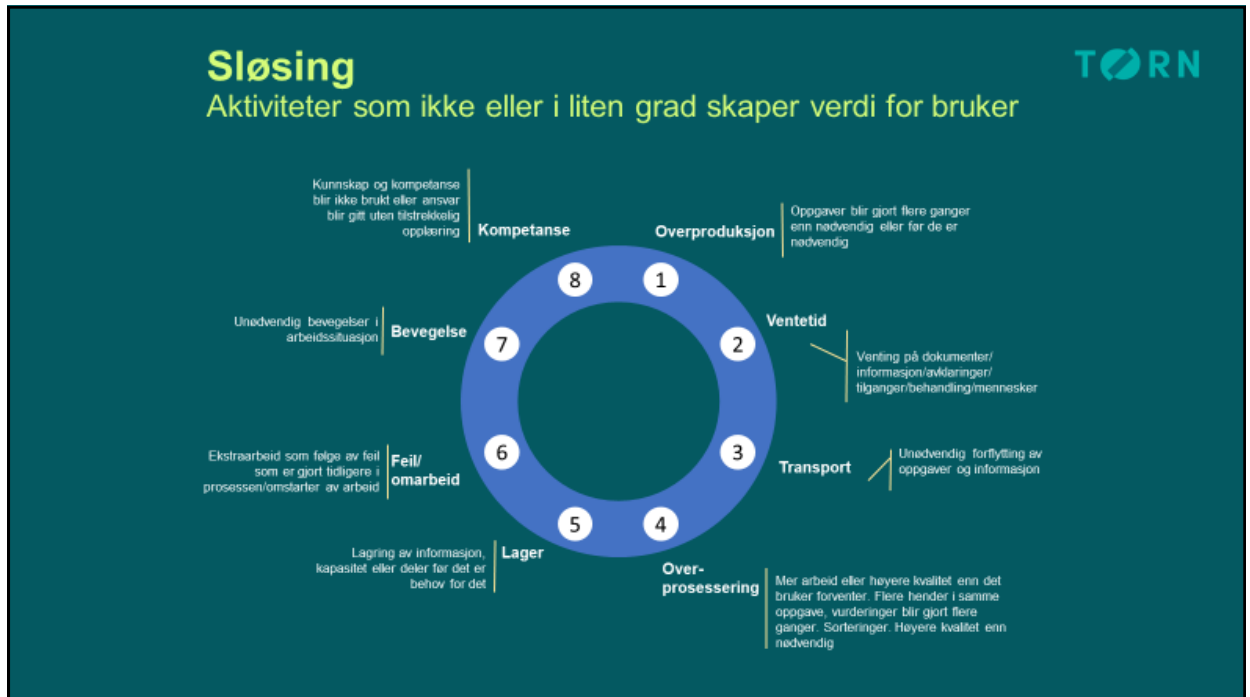 Sløsing
Aktiviteter som ikke eller i liten grad skaper verdi for bruker
TØRN
1
Overproduksjon
Oppgaver blir gjort flere ganger
enn nødvendig eller før de er
nødvendig
2
Ventetid
Venting på dokumenter/
informasjon/avklaringer/
tilganger/behandling/mennesker
3
Transport
Unødvendig forflytting av
oppgaver og informasjon
4
Over-
prosessering
Mer arbeid eller høyere kvalitet enn det
bruker forventer. Flere hender i samme
oppgave, vurderinger blir gjort flere
ganger. Sorteringer. Høyere kvalitet enn
nødvendig
5
Lager
Lagring av informasjon,
kapasitet eller deler før det er
behov for det
6
Feil/
omarbeid
Ekstraarbeid som følge av feil
som er gjort tidligere i
prosessen/omstarter av arbeid
7
Bevegelse
Unødvendig bevegelser i
arbeidssituasjon
8
Kompetanse
Kunnskap og kompetanse
blir ikke brukt eller ansvar
blir gitt uten tilstrekkelig
opplæring